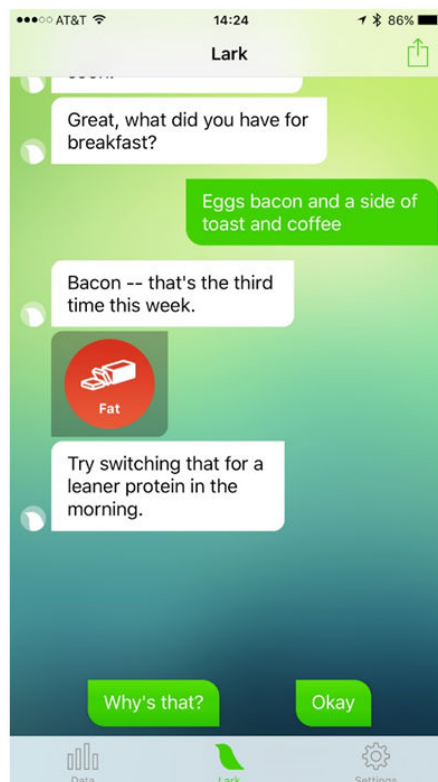 AT&T
14:24
86%
Lark
Great, what did you have for
breakfast?
Eggs bacon and a side of
toast and coffee
Bacon -- that's the third
time this week.
Fat
Try switching that for a
leaner protein in the
morning.
Why's that?
Okay
Data
Lark
Settings